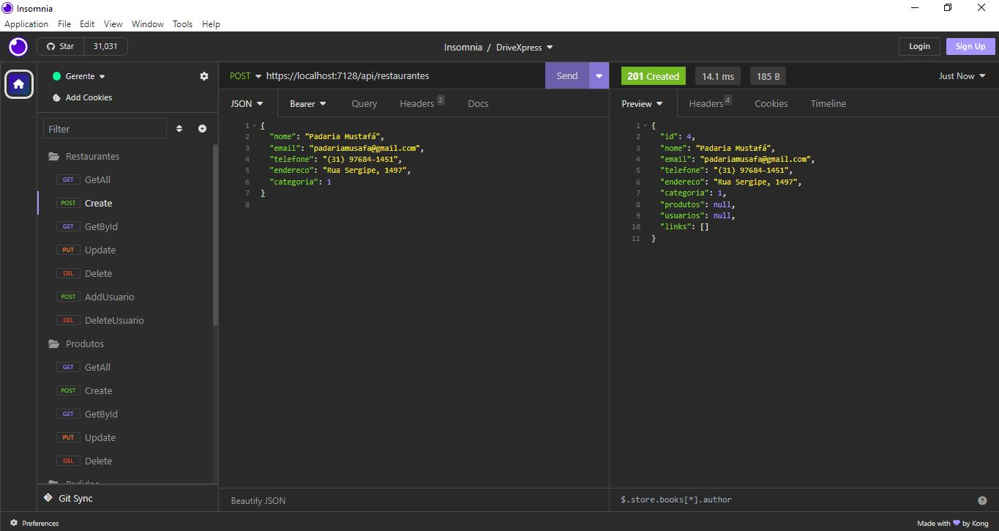 Insomnia
Application File Edit View Window Tools Help
Star 31,031
Insomnia / DriveXpress
Login Sign Up
Gerente
Add Cookies
Filter
Restaurantes
GET GetAll
POST Create
GET GetById
PUT Update
DEL Delete
POST AddUsuario
DEL DeleteUsuario
Produtos
GET GetAll
POST Create
GET GetById
PUT Update
DEL Delete
Pedidos
Git Sync
POST https://localhost:7128/api/restaurantes Send
JSON Bearer Query Headers 2 Docs
1 {
2 "nome": "Padaria Mustafá",
3 "email": "padariamusafa@gmail.com",
4 "telefone": "(31) 97684-1451",
5 "endereco": "Rua Sergipe, 1497",
6 "categoria": 1
7 }
8
Beautify JSON
201 Created 14.1 ms 185 B Just Now
Preview Headers 4 Cookies Timeline
1 {
2 "id": 4,
3 "nome": "Padaria Mustafá",
4 "email": "padariamusafa@gmail.com",
5 "telefone": "(31) 97684-1451",
6 "endereco": "Rua Sergipe, 1497",
7 "categoria": 1,
8 "produtos": null,
9 "usuarios": null,
10 "links": []
11 }
$.store.books[*].author
Preferences
Made with 💜 by Kong